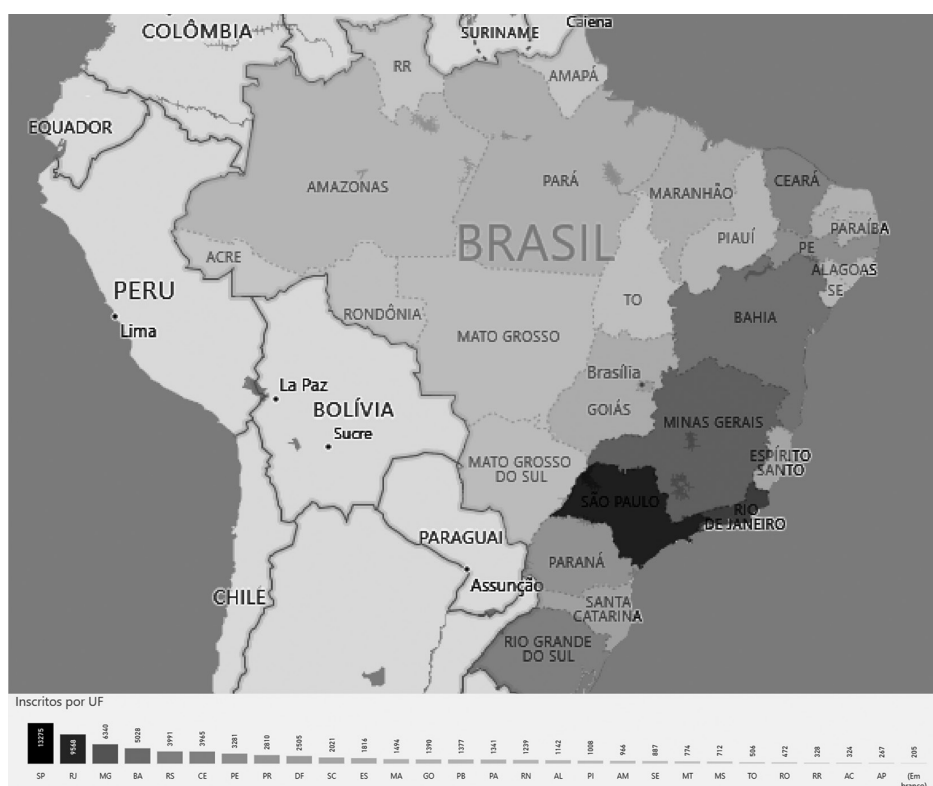 Caiena
COLÔMBIA
SURINAME
RR
AMAPÁ
EQUADOR
AMAZONAS
PARÁ
MARANHÃO
CEARÁ
PARAÍBA
PIAUÍ
PE
BRASIL
ACRE
ALAGOAS
SE
PERU
TO
RONDÔNIA
BAHIA
Lima
MATO GROSSO
Brasília
La Paz
BOLÍVIA
GOIÁS
MINAS GERAIS
Sucre
ESPÍRITO
SANTO
MATO GROSSO
DO SUL
SÃO PAULO
RIO
DE JANEIRO
PARAGUAI
PARANÁ
Assunção
CHILE
SANTA
CATARINA
RIO GRANDE
DO SUL
Inscritos por UF
13275 9568 6340 5028 3991 3965 3281 2810 2505 2021 1816 1494 1390 1377 1341 1239 1142 1008 966 887 774 712 506 472 328 324 267 205
SP RJ MG BA RS CE PE PR DF SC ES MA GO PB PA RN AL PI AM SE MT MS TO RO RR AC AP (Em
branco)